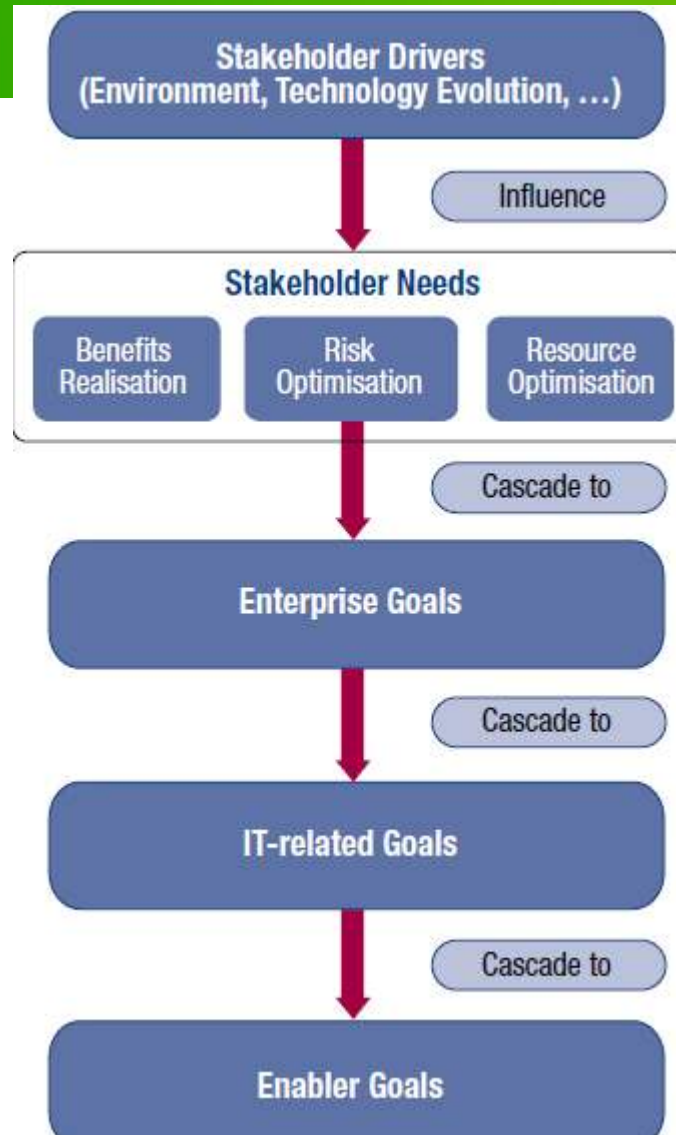 Stakeholder Drivers
(Environment, Technology Evolution, …)
Influence
Stakeholder Needs
Benefits
Realisation
Risk
Optimisation
Resource
Optimisation
Cascade to
Enterprise Goals
Cascade to
IT-related Goals
Cascade to
Enabler Goals